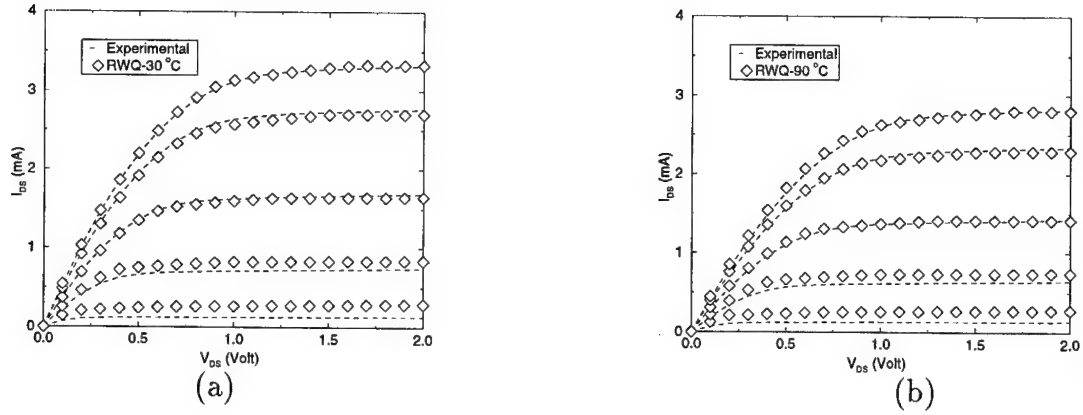 4
3
2
1
0
0.0
0.5
1.0
1.5
2.0
I_DS (mA)
V_DS (Volt)
Experimental
RWQ-30 °C
(a)
4
3
2
1
0
0.0
0.5
1.0
1.5
2.0
I_DS (mA)
V_DS (Volt)
Experimental
RWQ-90 °C
(b)